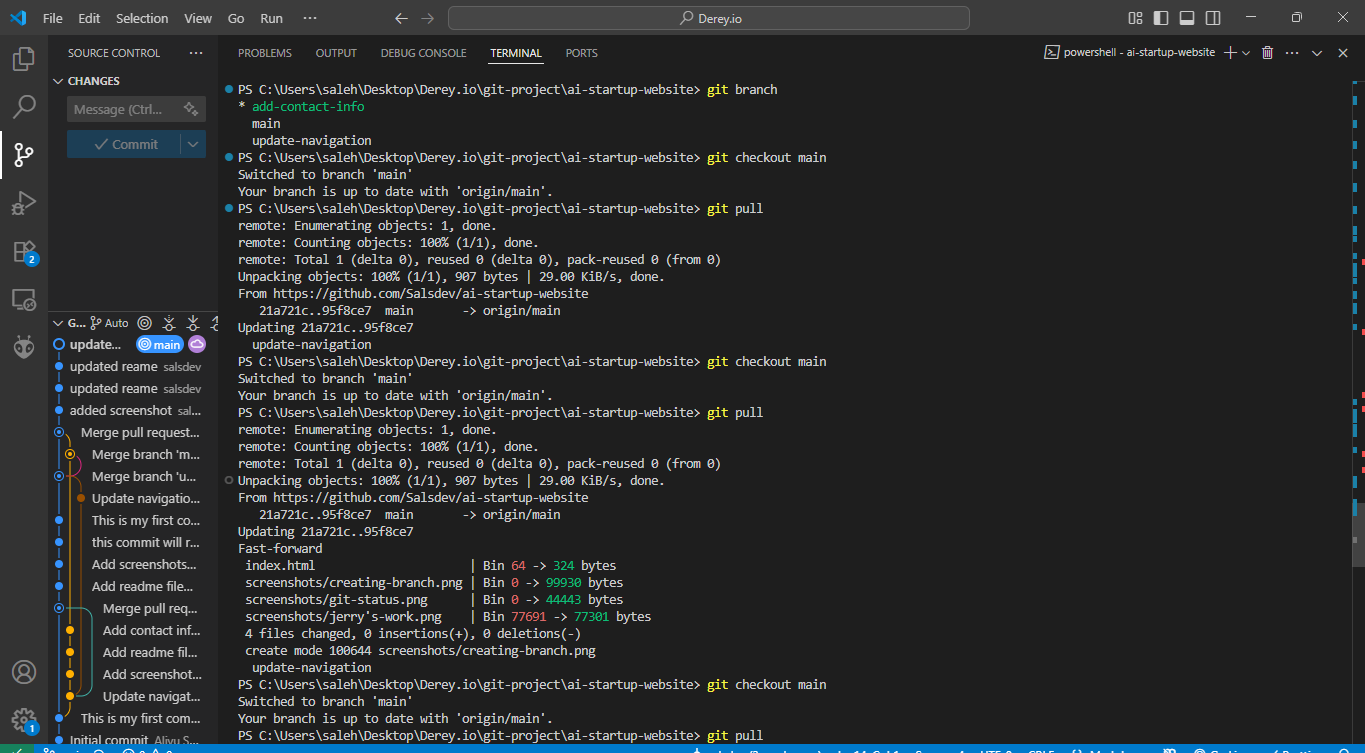 File Edit Selection View Go Run ··· Derey.io
SOURCE CONTROL ···
CHANGES
Message (Ctrl...
Commit
2
G... Auto
update... main
updated reame salsdev
updated reame salsdev
added screenshot sal...
Merge pull request...
Merge branch 'm...
Merge branch 'u...
Update navigatio...
This is my first co...
this commit will r...
Add screenshots...
Add readme file...
Merge pull req...
Add contact inf...
Add readme fil...
Add screenshot...
Update navigat...
This is my first com...
Initial commit Aliyu S...
1
PROBLEMS OUTPUT DEBUG CONSOLE TERMINAL PORTS
powershell - ai-startup-website
PS C:\Users\saleh\Desktop\Derey.io\git-project\ai-startup-website> git branch
* add-contact-info
main
update-navigation
PS C:\Users\saleh\Desktop\Derey.io\git-project\ai-startup-website> git checkout main
Switched to branch 'main'
Your branch is up to date with 'origin/main'.
PS C:\Users\saleh\Desktop\Derey.io\git-project\ai-startup-website> git pull
remote: Enumerating objects: 1, done.
remote: Counting objects: 100% (1/1), done.
remote: Total 1 (delta 0), reused 0 (delta 0), pack-reused 0 (from 0)
Unpacking objects: 100% (1/1), 907 bytes | 29.00 KiB/s, done.
From https://github.com/Salsdev/ai-startup-website
21a721c..95f8ce7 main -> origin/main
Updating 21a721c..95f8ce7
update-navigation
PS C:\Users\saleh\Desktop\Derey.io\git-project\ai-startup-website> git checkout main
Switched to branch 'main'
Your branch is up to date with 'origin/main'.
PS C:\Users\saleh\Desktop\Derey.io\git-project\ai-startup-website> git pull
remote: Enumerating objects: 1, done.
remote: Counting objects: 100% (1/1), done.
remote: Total 1 (delta 0), reused 0 (delta 0), pack-reused 0 (from 0)
Unpacking objects: 100% (1/1), 907 bytes | 29.00 KiB/s, done.
From https://github.com/Salsdev/ai-startup-website
21a721c..95f8ce7 main -> origin/main
Updating 21a721c..95f8ce7
Fast-forward
index.html | Bin 64 -> 324 bytes
screenshots/creating-branch.png | Bin 0 -> 99930 bytes
screenshots/git-status.png | Bin 0 -> 44443 bytes
screenshots/jerry's-work.png | Bin 77691 -> 77301 bytes
4 files changed, 0 insertions(+), 0 deletions(-)
create mode 100644 screenshots/creating-branch.png
update-navigation
PS C:\Users\saleh\Desktop\Derey.io\git-project\ai-startup-website> git checkout main
Switched to branch 'main'
Your branch is up to date with 'origin/main'.
PS C:\Users\saleh\Desktop\Derey.io\git-project\ai-startup-website> git pull